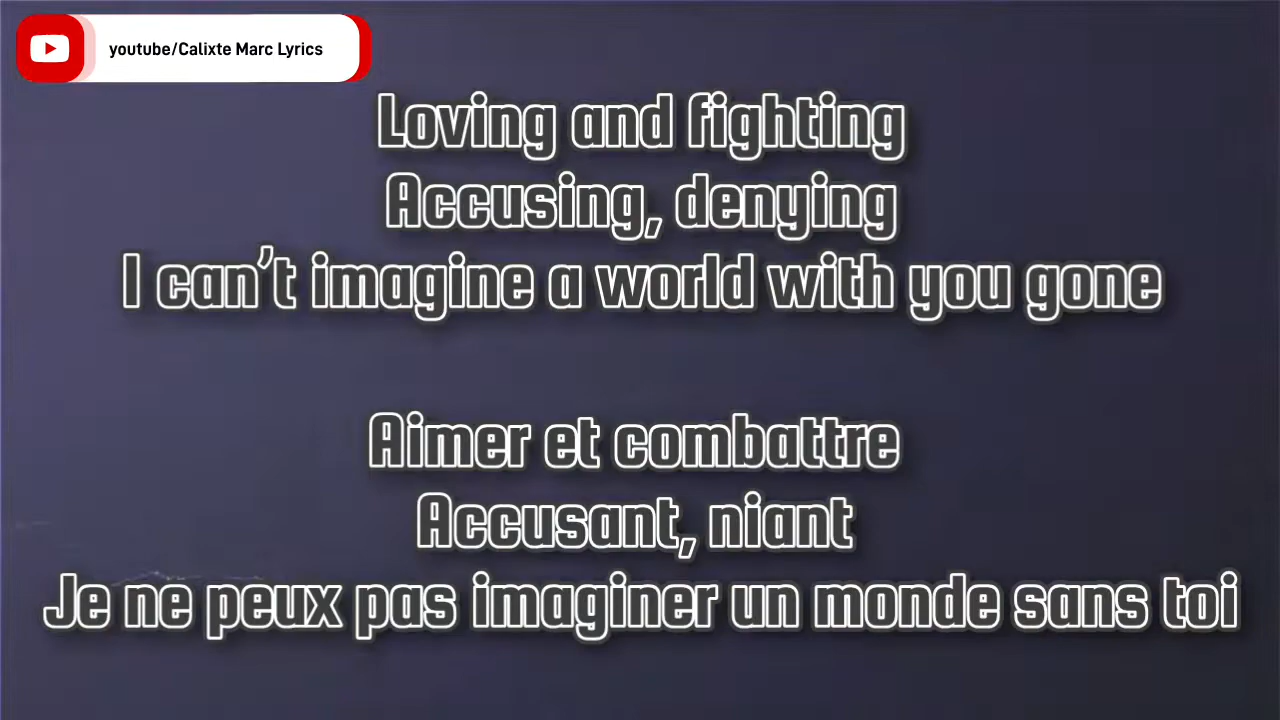 youtube/Calixte Marc Lyrics
Loving and fighting
Accusing, denying
I can't imagine a world with you gone
Aimer et combattre
Accusant, niant
Je ne peux pas imaginer un monde sans toi